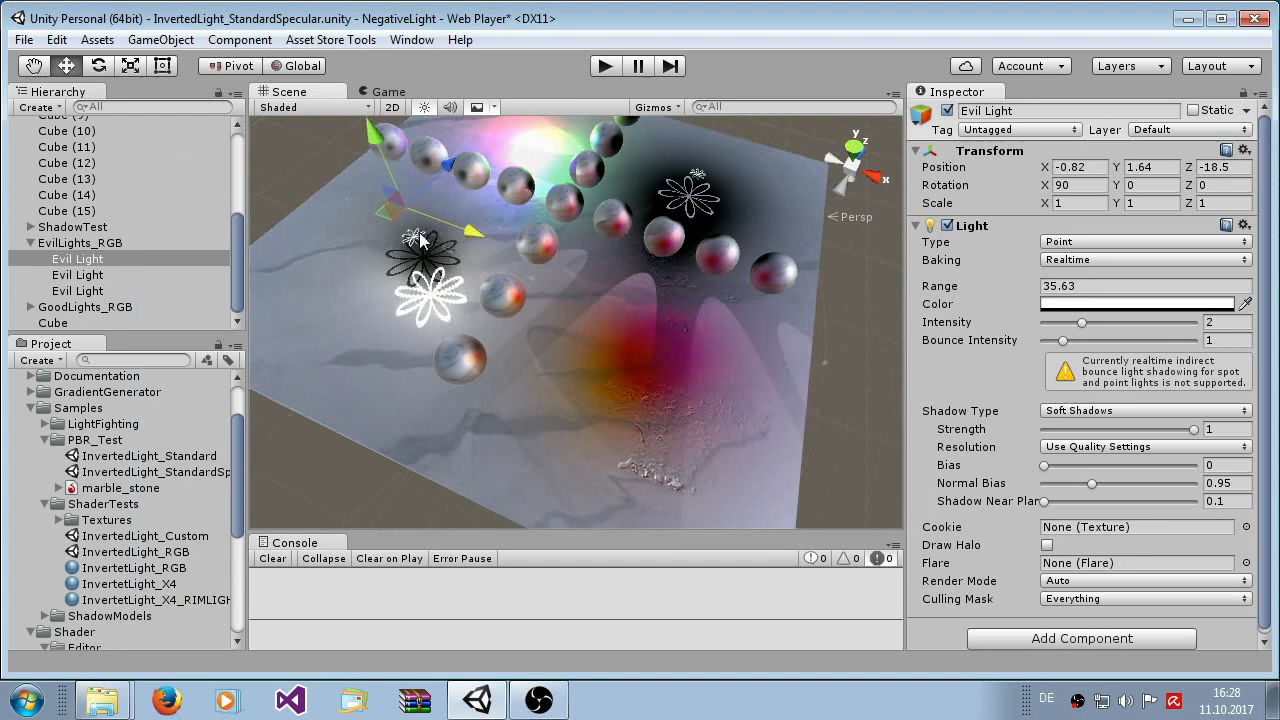 Unity Personal (64bit) - InvertedLight_StandardSpecular.unity - NegativeLight - Web Player* <DX11>
File Edit Assets GameObject Component Asset Store Tools Window Help
Pivot Global Account Layers Layout
Hierarchy
Create All
Cube (10)
Cube (11)
Cube (12)
Cube (13)
Cube (14)
Cube (15)
ShadowTest
EvilLights_RGB
Evil Light
Evil Light
Evil Light
GoodLights_RGB
Cube
Project
Create
Documentation
GradientGenerator
Samples
LightFighting
PBR_Test
InvertedLight_Standard
InvertedLight_StandardSp
marble_stone
ShaderTests
Textures
InvertedLight_Custom
InvertedLight_RGB
InvertetLight_RGB
InvertetLight_X4
InvertetLight_X4_RIMLIGH
ShadowModels
Shader
Editor
Scene Game
Shaded 2D Gizmos All
y
z
x
Persp
Console
Clear Collapse Clear on Play Error Pause 0 0 0
Inspector
Evil Light Static
Tag Untagged Layer Default
Transform
Position X -0.82 Y 1.64 Z -18.5
Rotation X 90 Y 0 Z 0
Scale X 1 Y 1 Z 1
Light
Type Point
Baking Realtime
Range 35.63
Color
Intensity 2
Bounce Intensity 1
Currently realtime indirect
bounce light shadowing for spot
and point lights is not supported.
Shadow Type Soft Shadows
Strength 1
Resolution Use Quality Settings
Bias 0
Normal Bias 0.95
Shadow Near Plan 0.1
Cookie None (Texture)
Draw Halo
Flare None (Flare)
Render Mode Auto
Culling Mask Everything
Add Component
DE 16:28
11.10.2017